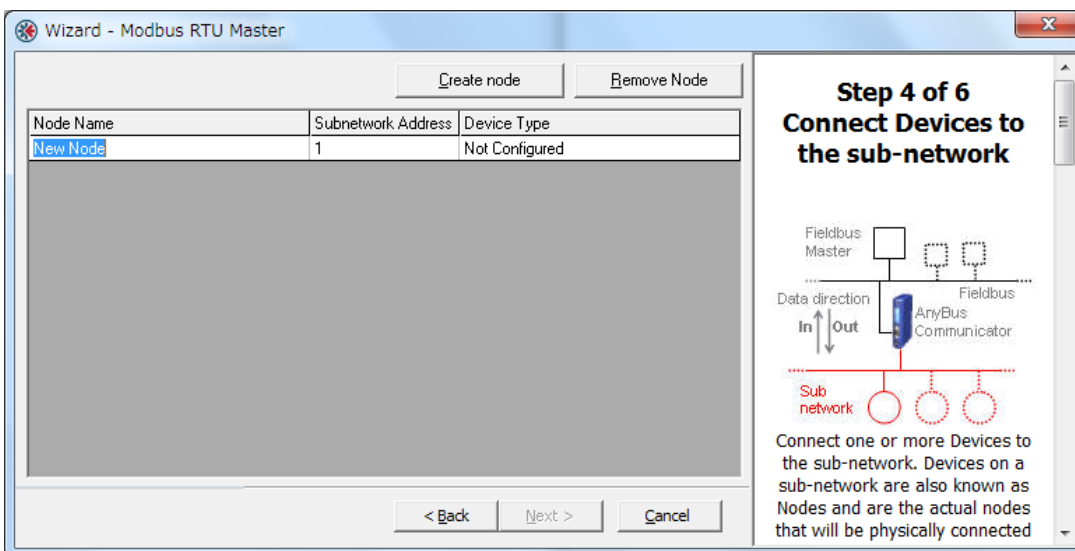 Wizard - Modbus RTU Master
Create node
Remove Node
Node Name
Subnetwork Address
Device Type
New Node
1
Not Configured
< Back
Next >
Cancel
Step 4 of 6
Connect Devices to
the sub-network
Fieldbus
Master
Fieldbus
Data direction
In
Out
AnyBus
Communicator
Sub
network
Connect one or more Devices to
the sub-network. Devices on a
sub-network are also known as
Nodes and are the actual nodes
that will be physically connected